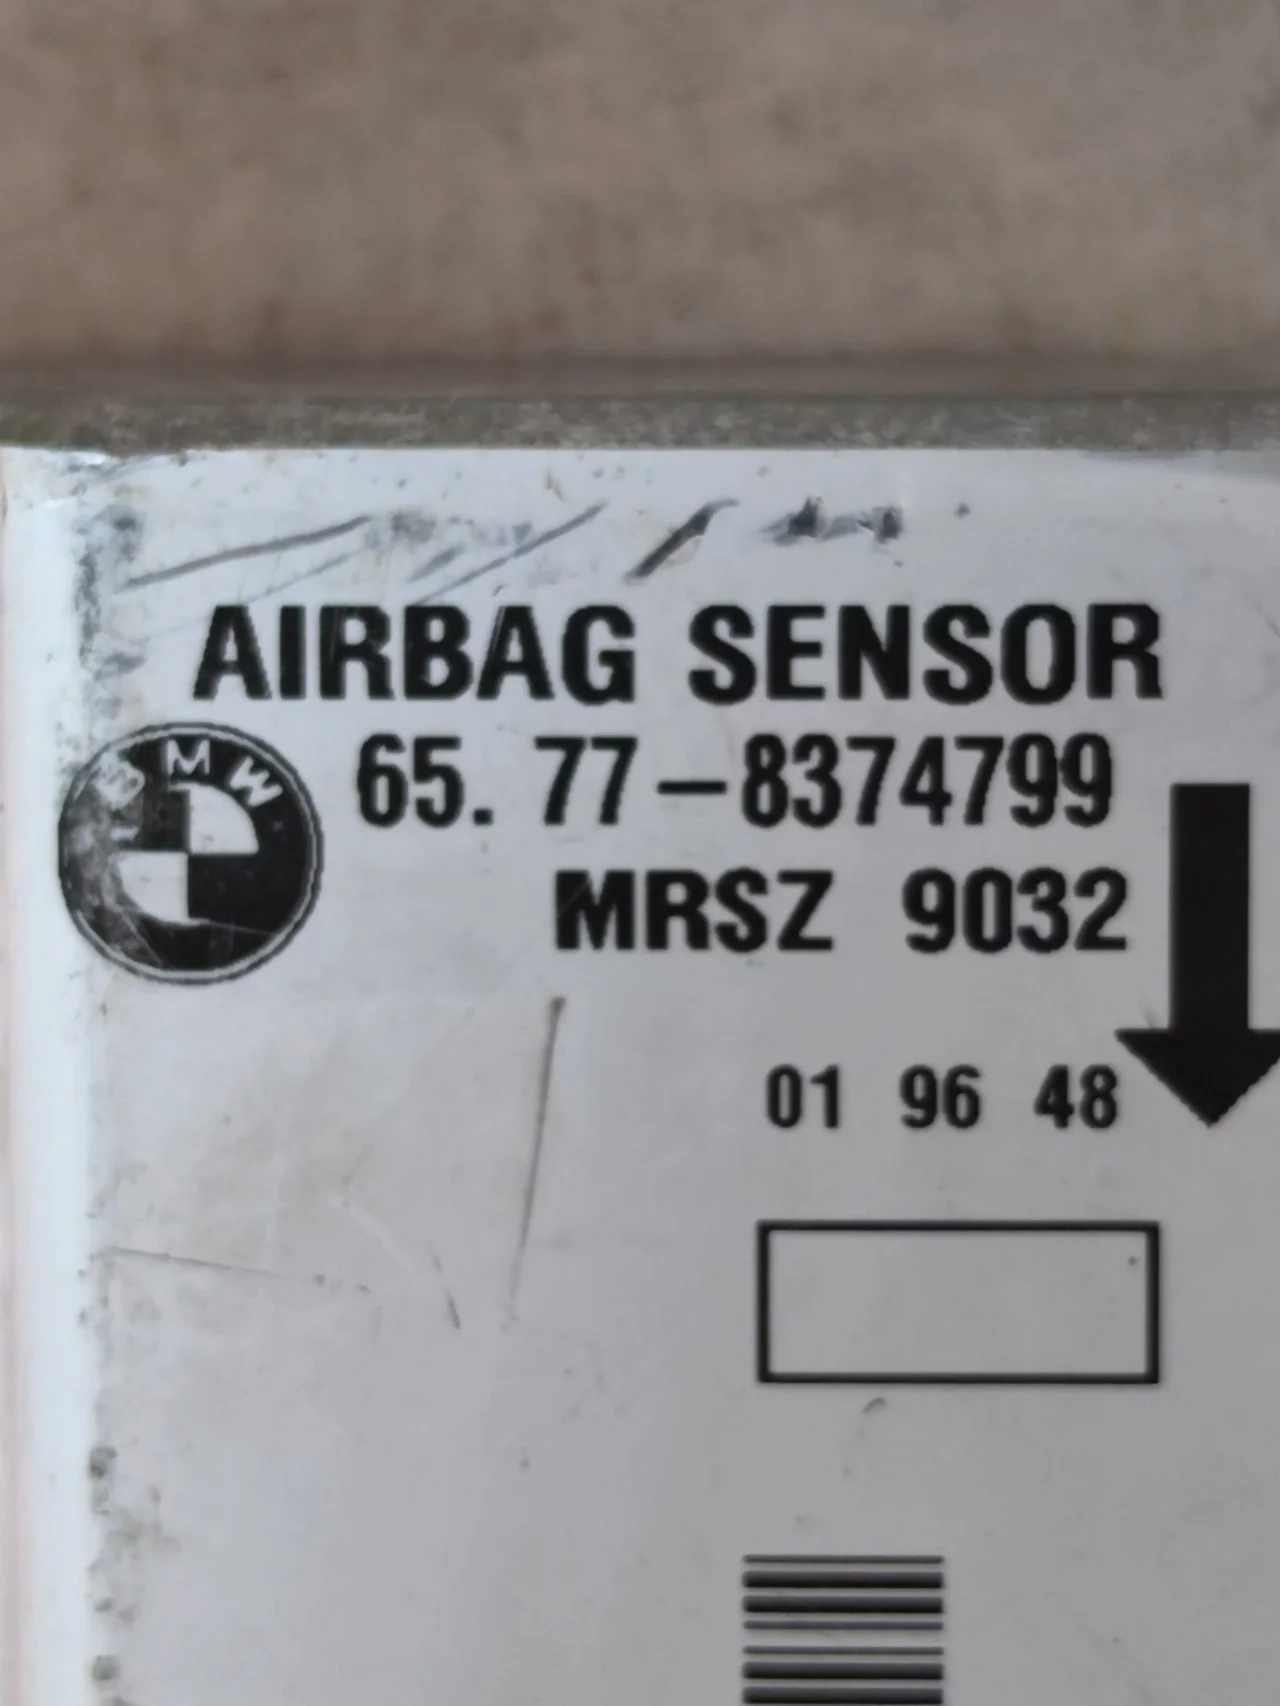 AIRBAG SENSOR
BMW
65. 77-8374799
MRSZ 9032
01 96 48